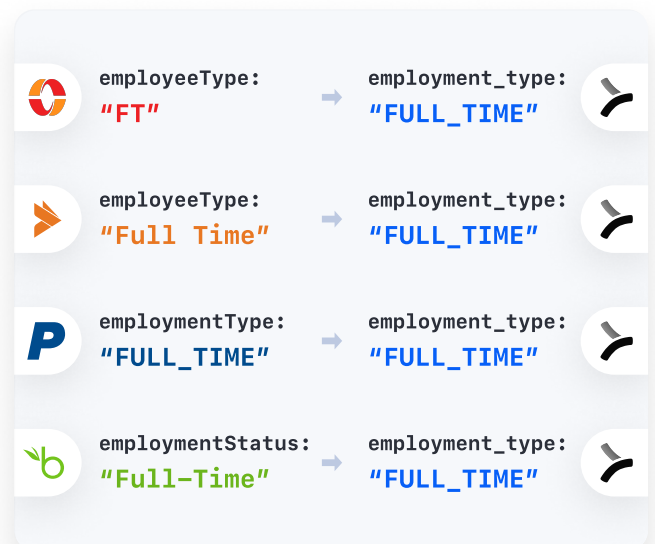 employeeType:
“FT”
employment_type:
“FULL_TIME”
employeeType:
“Full Time”
employment_type:
“FULL_TIME”
employmentType:
“FULL_TIME”
employment_type:
“FULL_TIME”
employmentStatus:
“Full-Time”
employment_type:
“FULL_TIME”